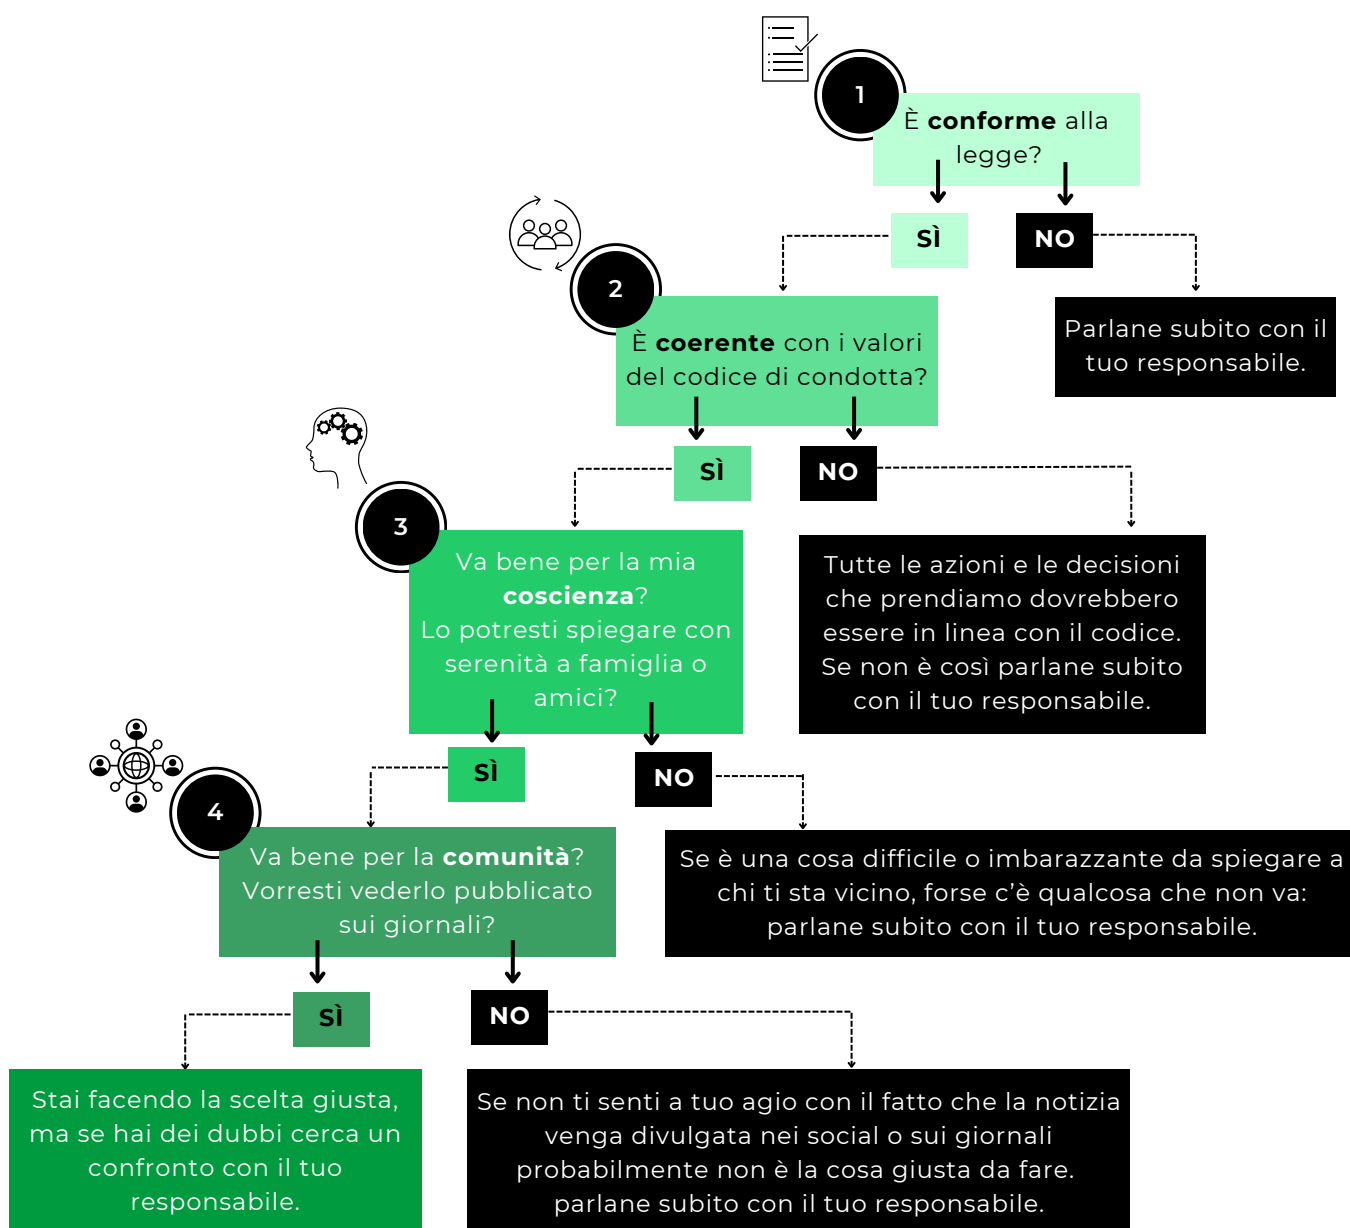 1
È conforme alla
legge?
SÌ
NO
Parlane subito con il
tuo responsabile.
2
È coerente con i valori
del codice di condotta?
SÌ
NO
Tutte le azioni e le decisioni
che prendiamo dovrebbero
essere in linea con il codice.
Se non è così parlane subito
con il tuo responsabile.
3
Va bene per la mia
coscienza?
Lo potresti spiegare con
serenità a famiglia o
amici?
SÌ
NO
Se è una cosa difficile o imbarazzante da spiegare a
chi ti sta vicino, forse c’è qualcosa che non va:
parlane subito con il tuo responsabile.
4
Va bene per la comunità?
Vorresti vederlo pubblicato
sui giornali?
SÌ
NO
Stai facendo la scelta giusta,
ma se hai dei dubbi cerca un
confronto con il tuo
responsabile.
Se non ti senti a tuo agio con il fatto che la notizia
venga divulgata nei social o sui giornali
probabilmente non è la cosa giusta da fare.
parlane subito con il tuo responsabile.